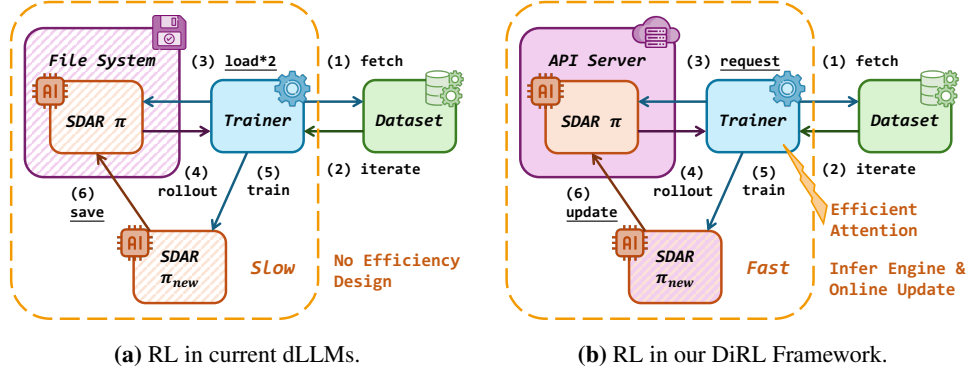 File System
(3) load*2
(1) fetch
AI
SDAR π
Trainer
Dataset
(2) iterate
(4)
rollout
(5)
train
(6)
save
AI
SDAR
π_new
Slow
No Efficiency
Design
(a) RL in current dLLMs.
API Server
(3) request
(1) fetch
AI
SDAR π
Trainer
Dataset
(2) iterate
(4)
rollout
(5)
train
(6)
update
Efficient
Attention
AI
SDAR
π_new
Fast
Infer Engine &
Online Update
(b) RL in our DiRL Framework.